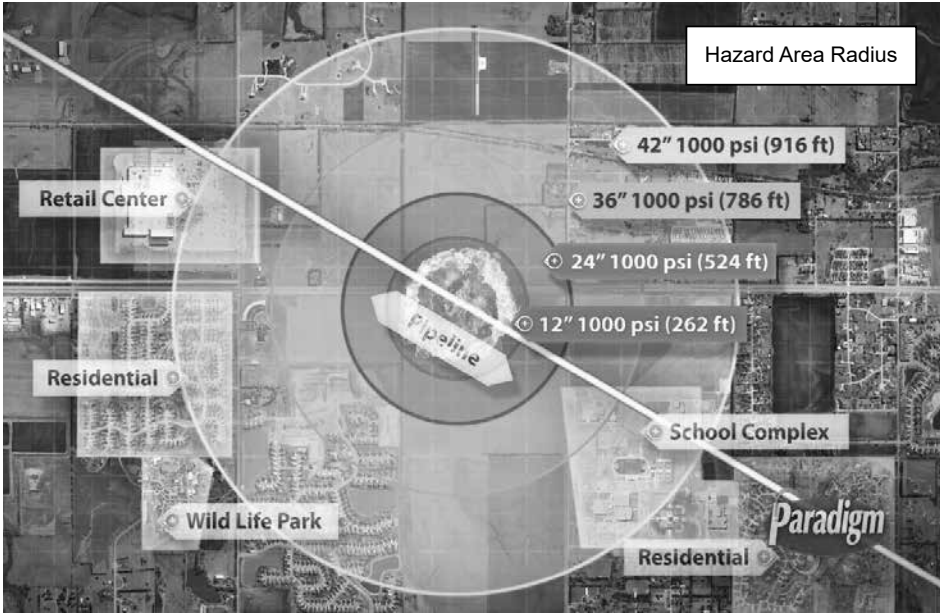 Hazard Area Radius
42” 1000 psi (916 ft)
Retail Center
36” 1000 psi (786 ft)
24” 1000 psi (524 ft)
12” 1000 psi (262 ft)
Pipeline
Residential
School Complex
Wild Life Park
Paradigm
Residential